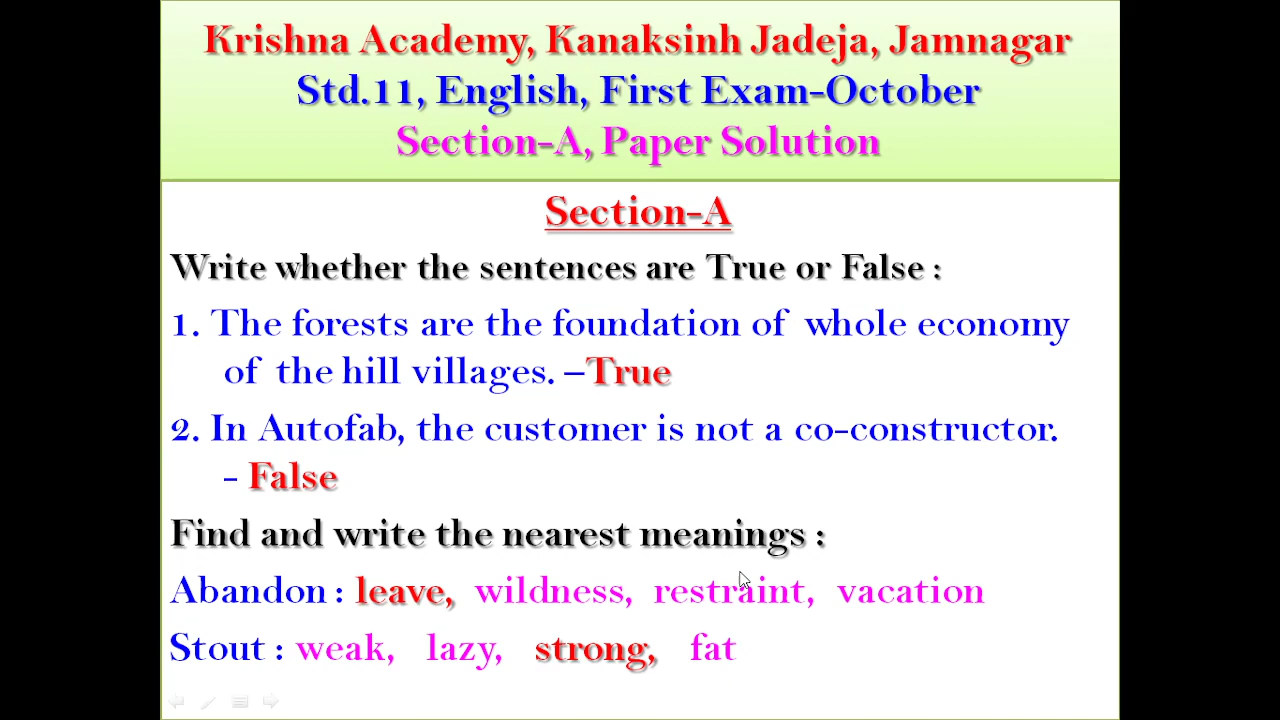 Krishna Academy, Kanaksinh Jadeja, Jamnagar
Std.11, English, First Exam-October
Section-A, Paper Solution
Section-A
Write whether the sentences are True or False :
1. The forests are the foundation of whole economy
of the hill villages. –True
2. In Autofab, the customer is not a co-constructor.
- False
Find and write the nearest meanings :
Abandon : leave, wildness, restraint, vacation
Stout : weak, lazy, strong, fat